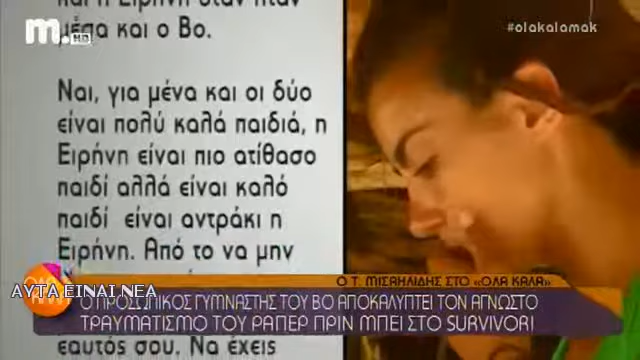 και η Ειρήνη όταν ήταν
μέσα και ο Βο.
m.
HD
#olakalamak
Ναι, για μένα και οι δύο
είναι πολύ καλά παιδιά, η
Ειρήνη είναι πιο ατίθασο
παιδί αλλά είναι καλό
παιδί είναι αντράκι η
Ειρήνη. Από το να μην
Ο Τ. ΜΙΣΑΗΛΙΔΗΣ ΣΤΟ «ΟΛΑ ΚΑΛΑ»
ΑΥΤΑ ΕΙΝΑΙ ΝΕΑ
Ο ΠΡΟΣΩΠΙΚΟΣ ΓΥΜΝΑΣΤΗΣ ΤΟΥ ΒΟ ΑΠΟΚΑΛΥΠΤΕΙ ΤΟΝ ΑΓΝΩΣΤΟ
ΤΡΑΥΜΑΤΙΣΜΟ ΤΟΥ ΡΑΠΕΡ ΠΡΙΝ ΜΠΕΙ ΣΤΟ SURVIVOR!
εαυτός σου. Να έχεις